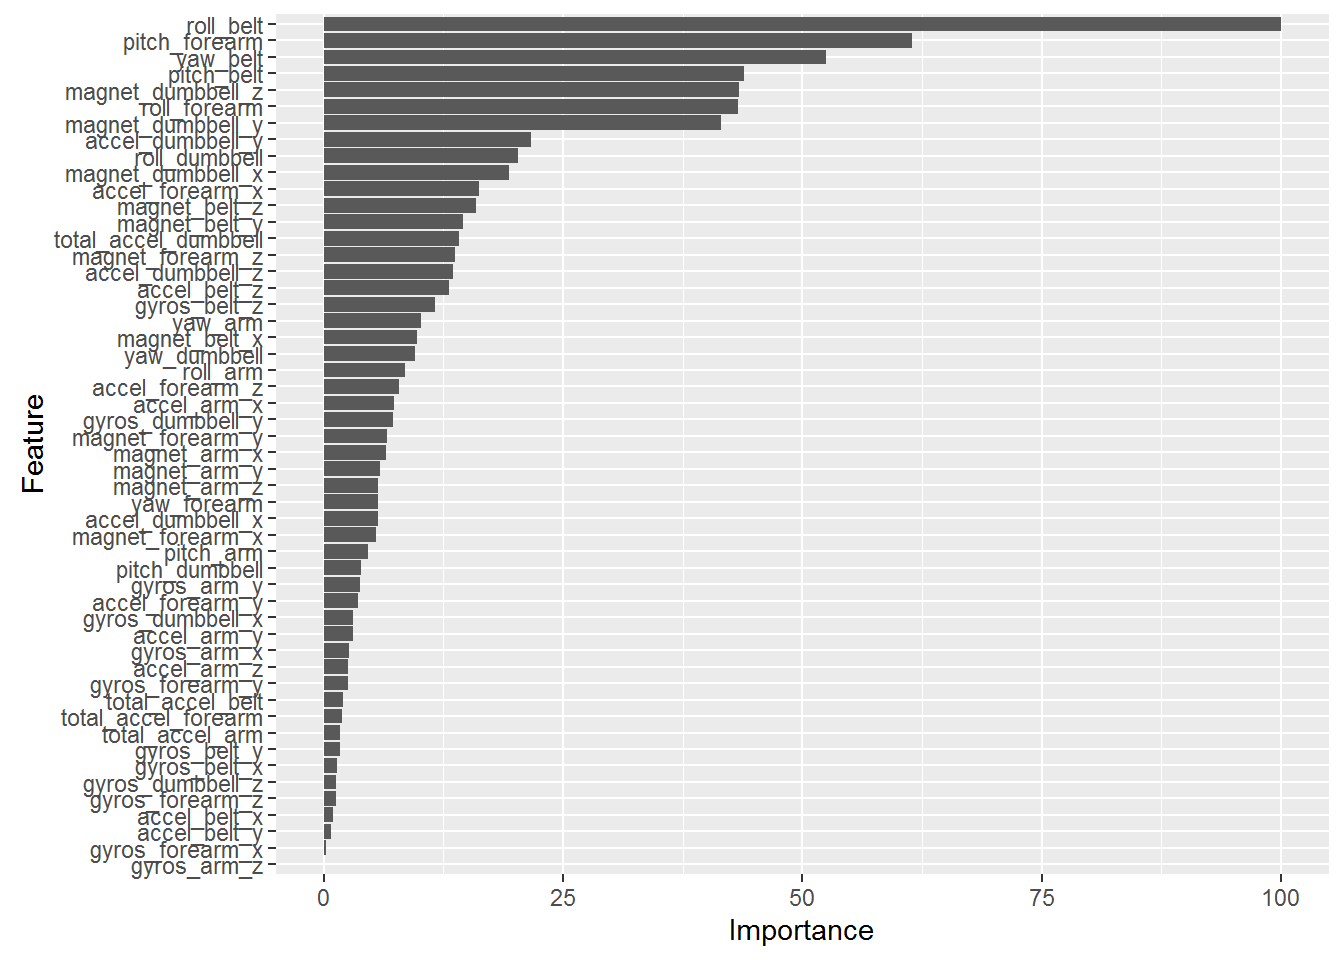 roll_belt
pitch_forearm
yaw_belt
pitch_belt
magnet_dumbbell_z
roll_forearm
magnet_dumbbell_y
accel_dumbbell_y
roll_dumbbell
magnet_dumbbell_x
accel_forearm_x
magnet_belt_z
magnet_belt_y
total_accel_dumbbell
magnet_forearm_z
accel_dumbbell_z
accel_belt_z
gyros_belt_z
yaw_arm
magnet_belt_x
yaw_dumbbell
roll_arm
accel_forearm_z
accel_arm_x
gyros_dumbbell_y
magnet_forearm_y
magnet_arm_x
magnet_arm_y
magnet_arm_z
yaw_forearm
accel_dumbbell_x
magnet_forearm_x
pitch_arm
pitch_dumbbell
gyros_arm_y
accel_forearm_y
gyros_dumbbell_x
accel_arm_y
gyros_arm_x
accel_arm_z
gyros_forearm_y
total_accel_belt
total_accel_forearm
total_accel_arm
gyros_belt_y
gyros_belt_x
gyros_dumbbell_z
gyros_forearm_z
accel_belt_x
accel_belt_y
gyros_forearm_x
gyros_arm_z
Feature
0 25 50 75 100
Importance